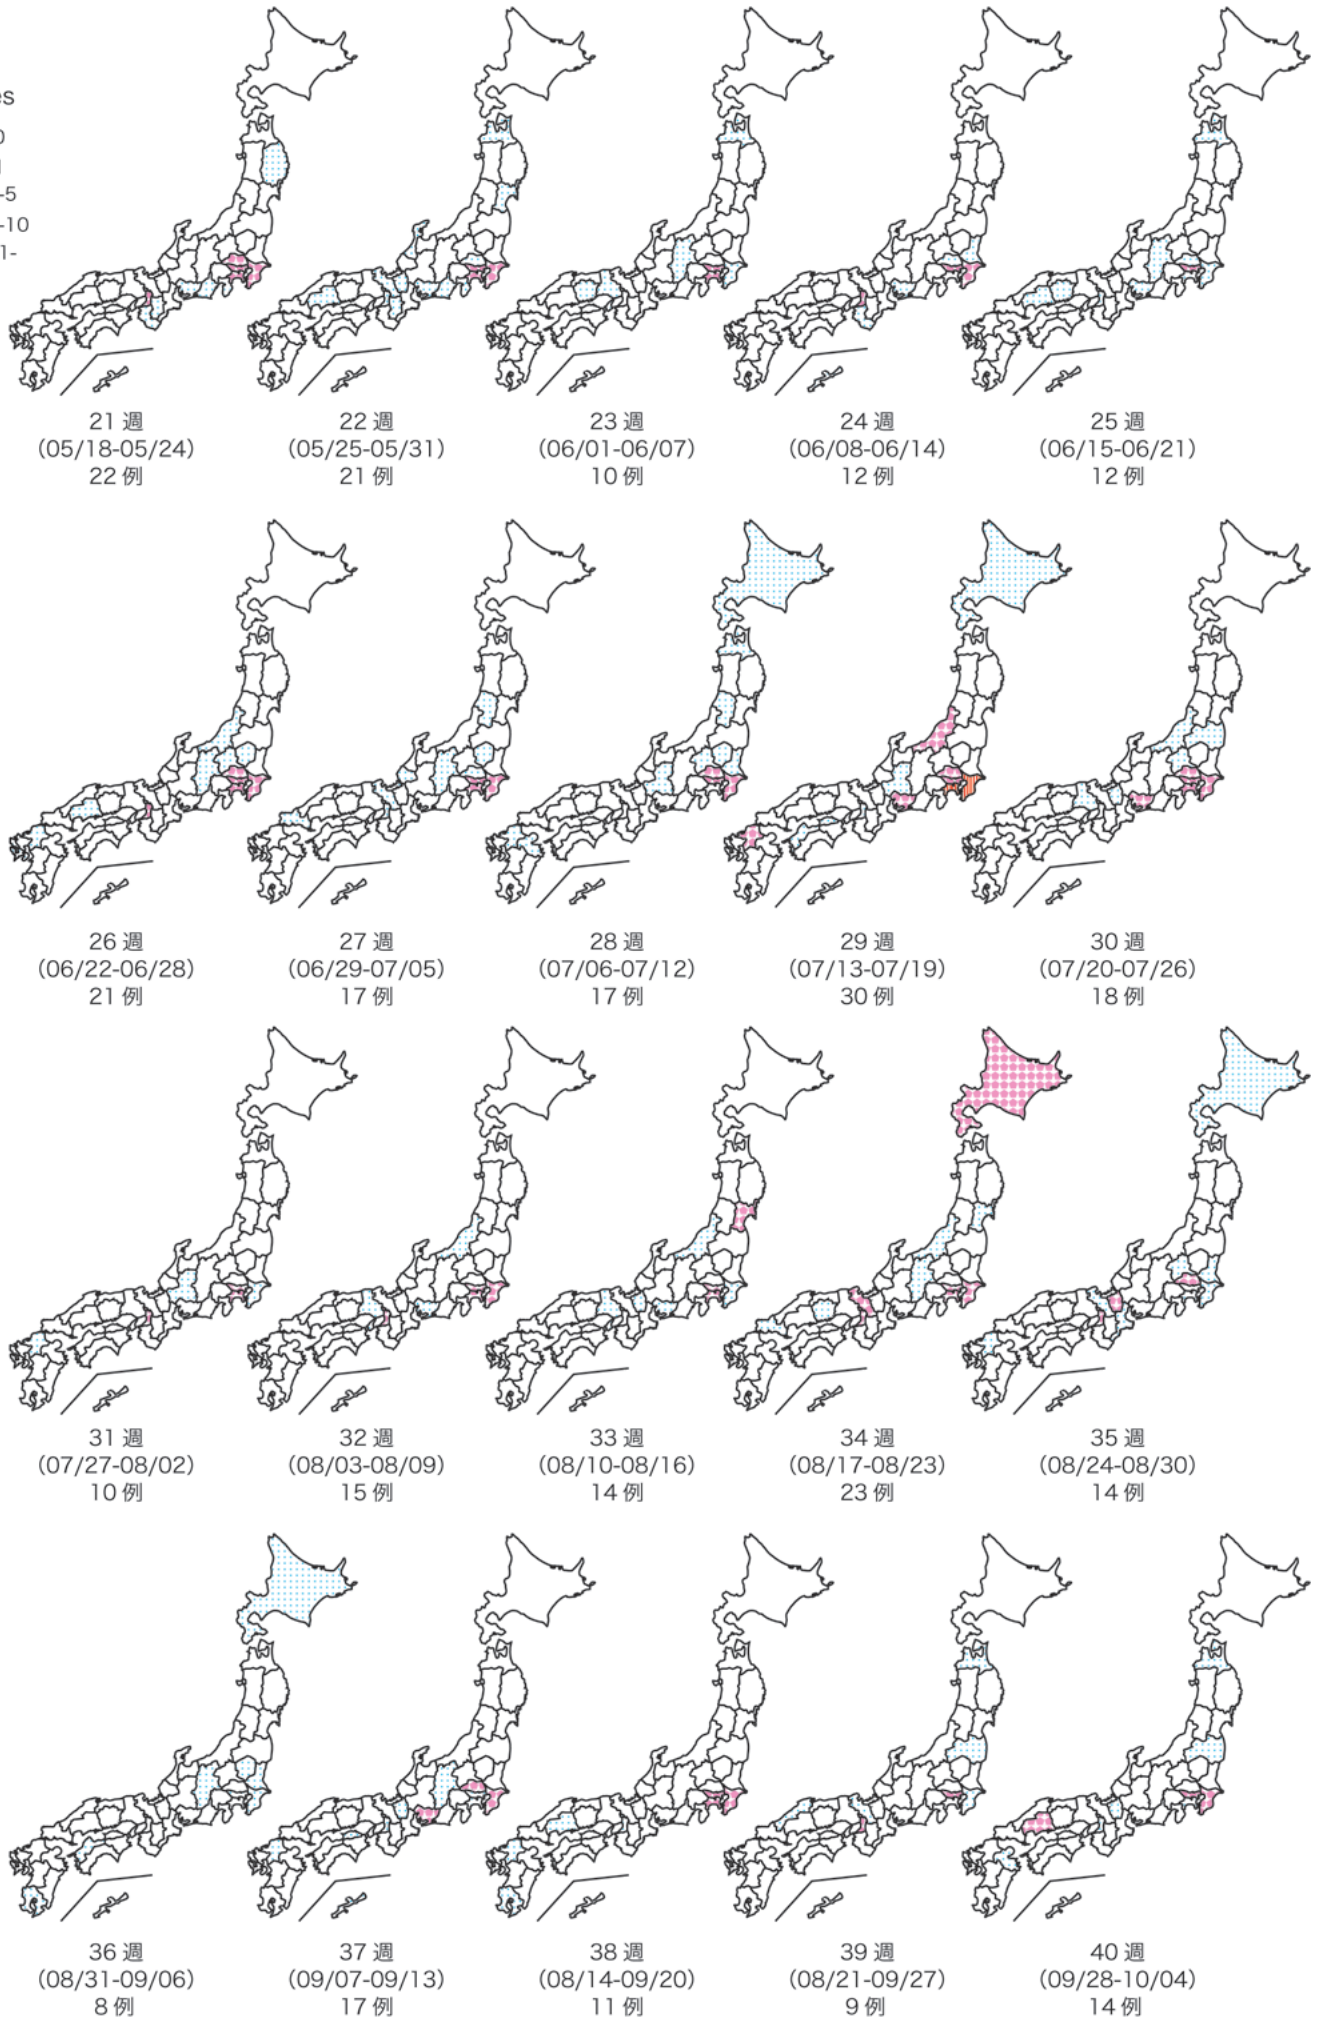 es
0
1
-5
-10
1-
21 週
(05/18-05/24)
22 例
22 週
(05/25-05/31)
21 例
23 週
(06/01-06/07)
10 例
24 週
(06/08-06/14)
12 例
25 週
(06/15-06/21)
12 例
26 週
(06/22-06/28)
21 例
27 週
(06/29-07/05)
17 例
28 週
(07/06-07/12)
17 例
29 週
(07/13-07/19)
30 例
30 週
(07/20-07/26)
18 例
31 週
(07/27-08/02)
10 例
32 週
(08/03-08/09)
15 例
33 週
(08/10-08/16)
14 例
34 週
(08/17-08/23)
23 例
35 週
(08/24-08/30)
14 例
36 週
(08/31-09/06)
8 例
37 週
(09/07-09/13)
17 例
38 週
(08/14-09/20)
11 例
39 週
(08/21-09/27)
9 例
40 週
(09/28-10/04)
14 例